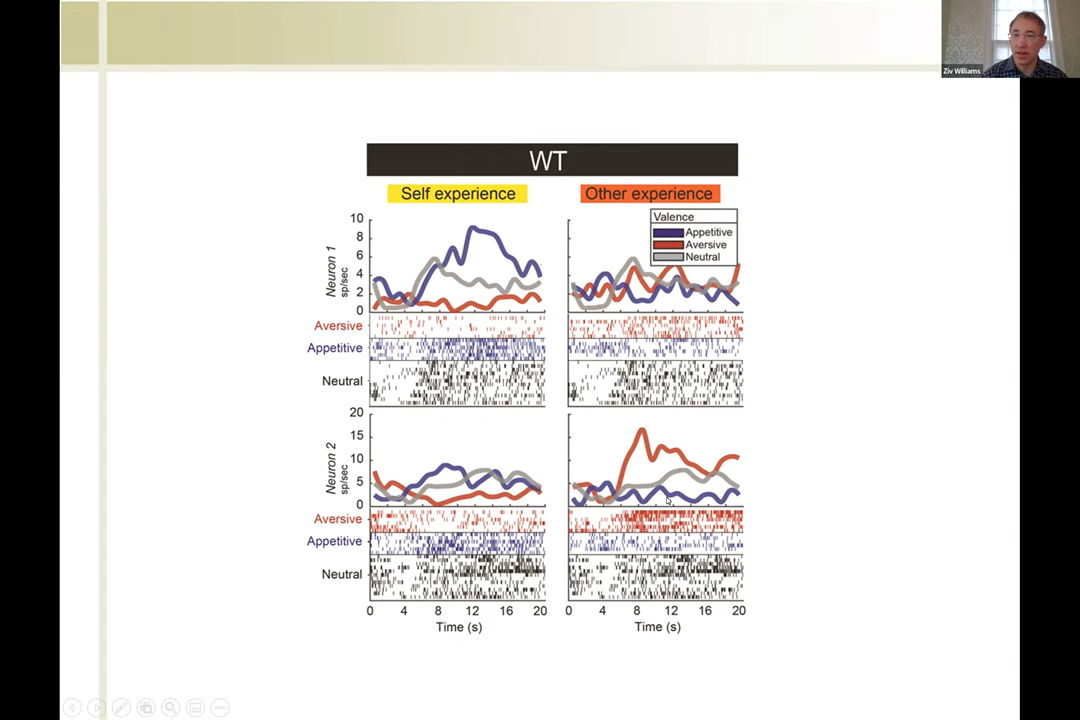 Ziv Williams
WT
Self experience
Other experience
Valence
Appetitive
Aversive
Neutral
Neuron 1
sp/sec
10
8
6
4
2
0
Aversive
Appetitive
Neutral
Neuron 2
sp/sec
20
15
10
5
0
Aversive
Appetitive
Neutral
0 4 8 12 16 20
0 4 8 12 16 20
Time (s)
Time (s)